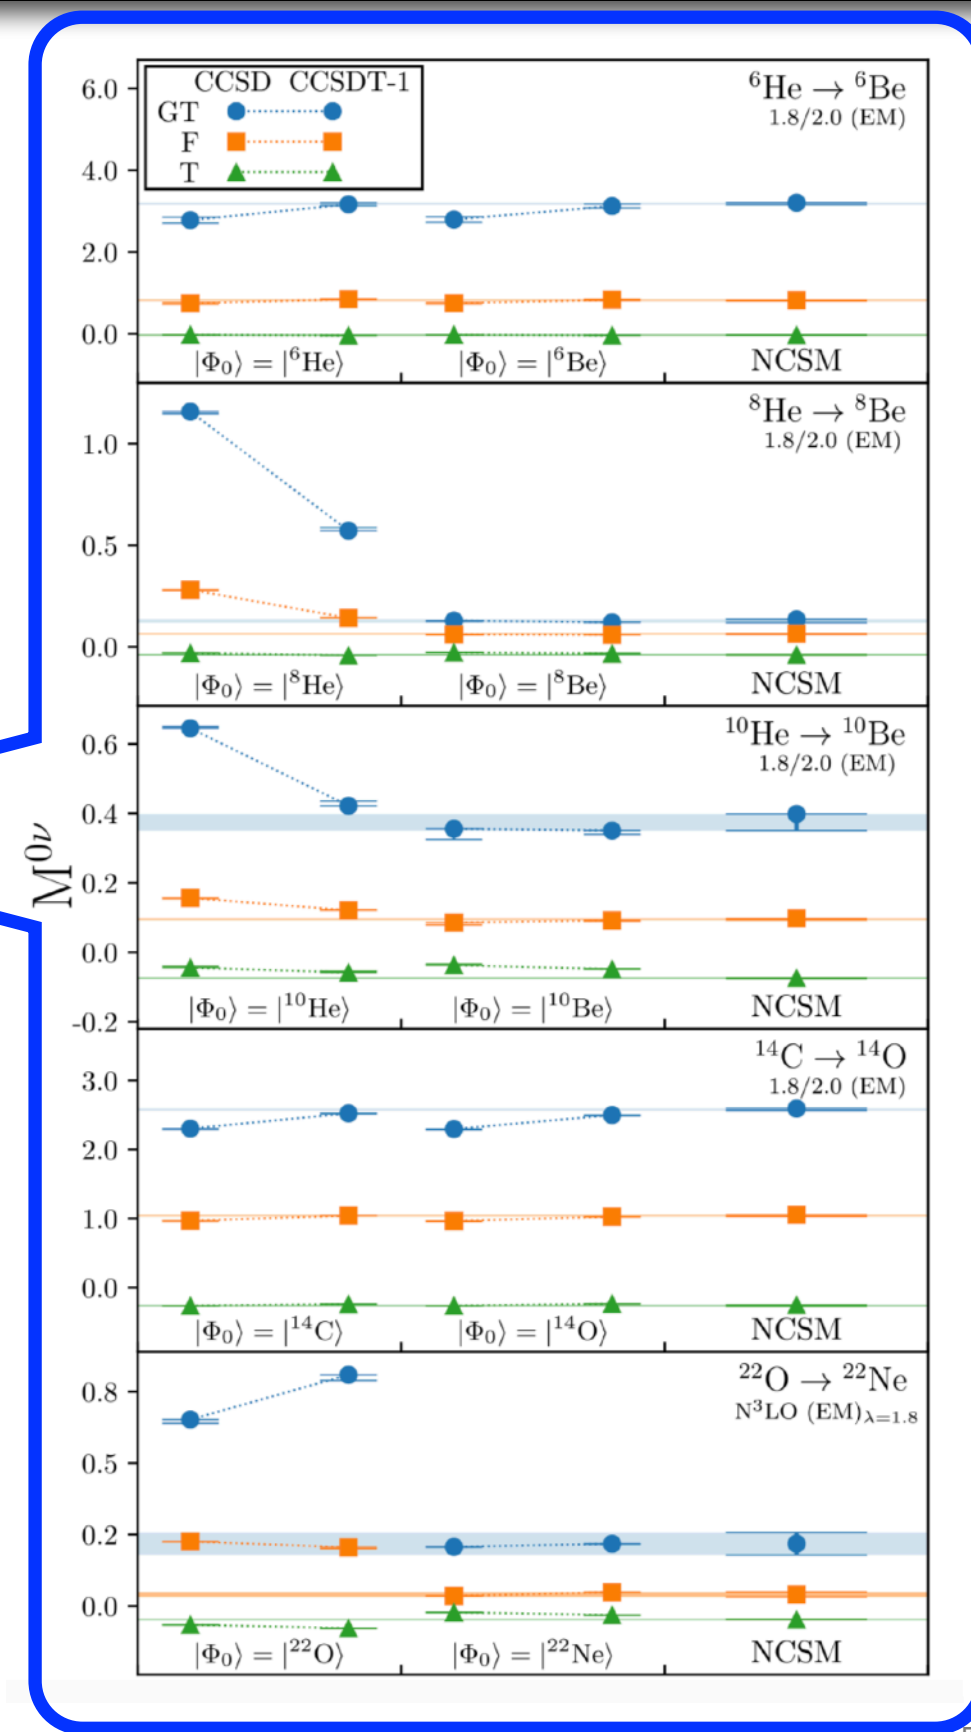 CCSD CCSDT-1
GT
F
T
⁶He → ⁶Be
1.8/2.0 (EM)
6.0
4.0
2.0
0.0
|Φ₀⟩ = |⁶He⟩
|Φ₀⟩ = |⁶Be⟩
NCSM
⁸He → ⁸Be
1.8/2.0 (EM)
1.0
0.5
0.0
|Φ₀⟩ = |⁸He⟩
|Φ₀⟩ = |⁸Be⟩
NCSM
¹⁰He → ¹⁰Be
1.8/2.0 (EM)
0.6
0.4
0.2
0.0
-0.2
M⁰ᵛ
|Φ₀⟩ = |¹⁰He⟩
|Φ₀⟩ = |¹⁰Be⟩
NCSM
¹⁴C → ¹⁴O
1.8/2.0 (EM)
3.0
2.0
1.0
0.0
|Φ₀⟩ = |¹⁴C⟩
|Φ₀⟩ = |¹⁴O⟩
NCSM
²²O → ²²Ne
N³LO (EM)λ=1.8
0.8
0.5
0.2
0.0
|Φ₀⟩ = |²²O⟩
|Φ₀⟩ = |²²Ne⟩
NCSM